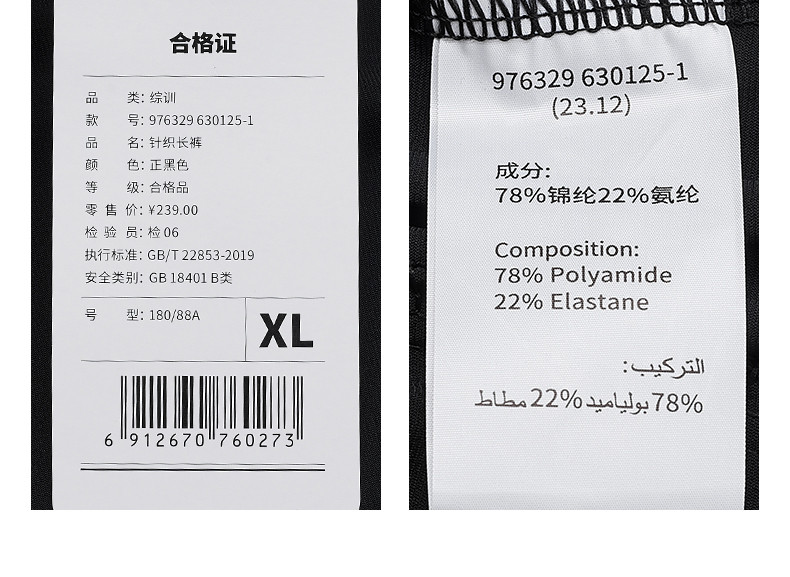 合格证
品 类: 综训
款 号: 976329 630125-1
品 名: 针织长裤
颜 色: 正黑色
等 级: 合格品
零 售 价: ¥239.00
检 验 员: 检 06
执行标准: GB/T 22853-2019
安全类别: GB 18401 B类
号 型: 180/88A
XL
6 912670 760273
976329 630125-1
(23.12)
成分:
78%锦纶22%氨纶
Composition:
78% Polyamide
22% Elastane
التركيب:
78% بولياميد 22% مطاط